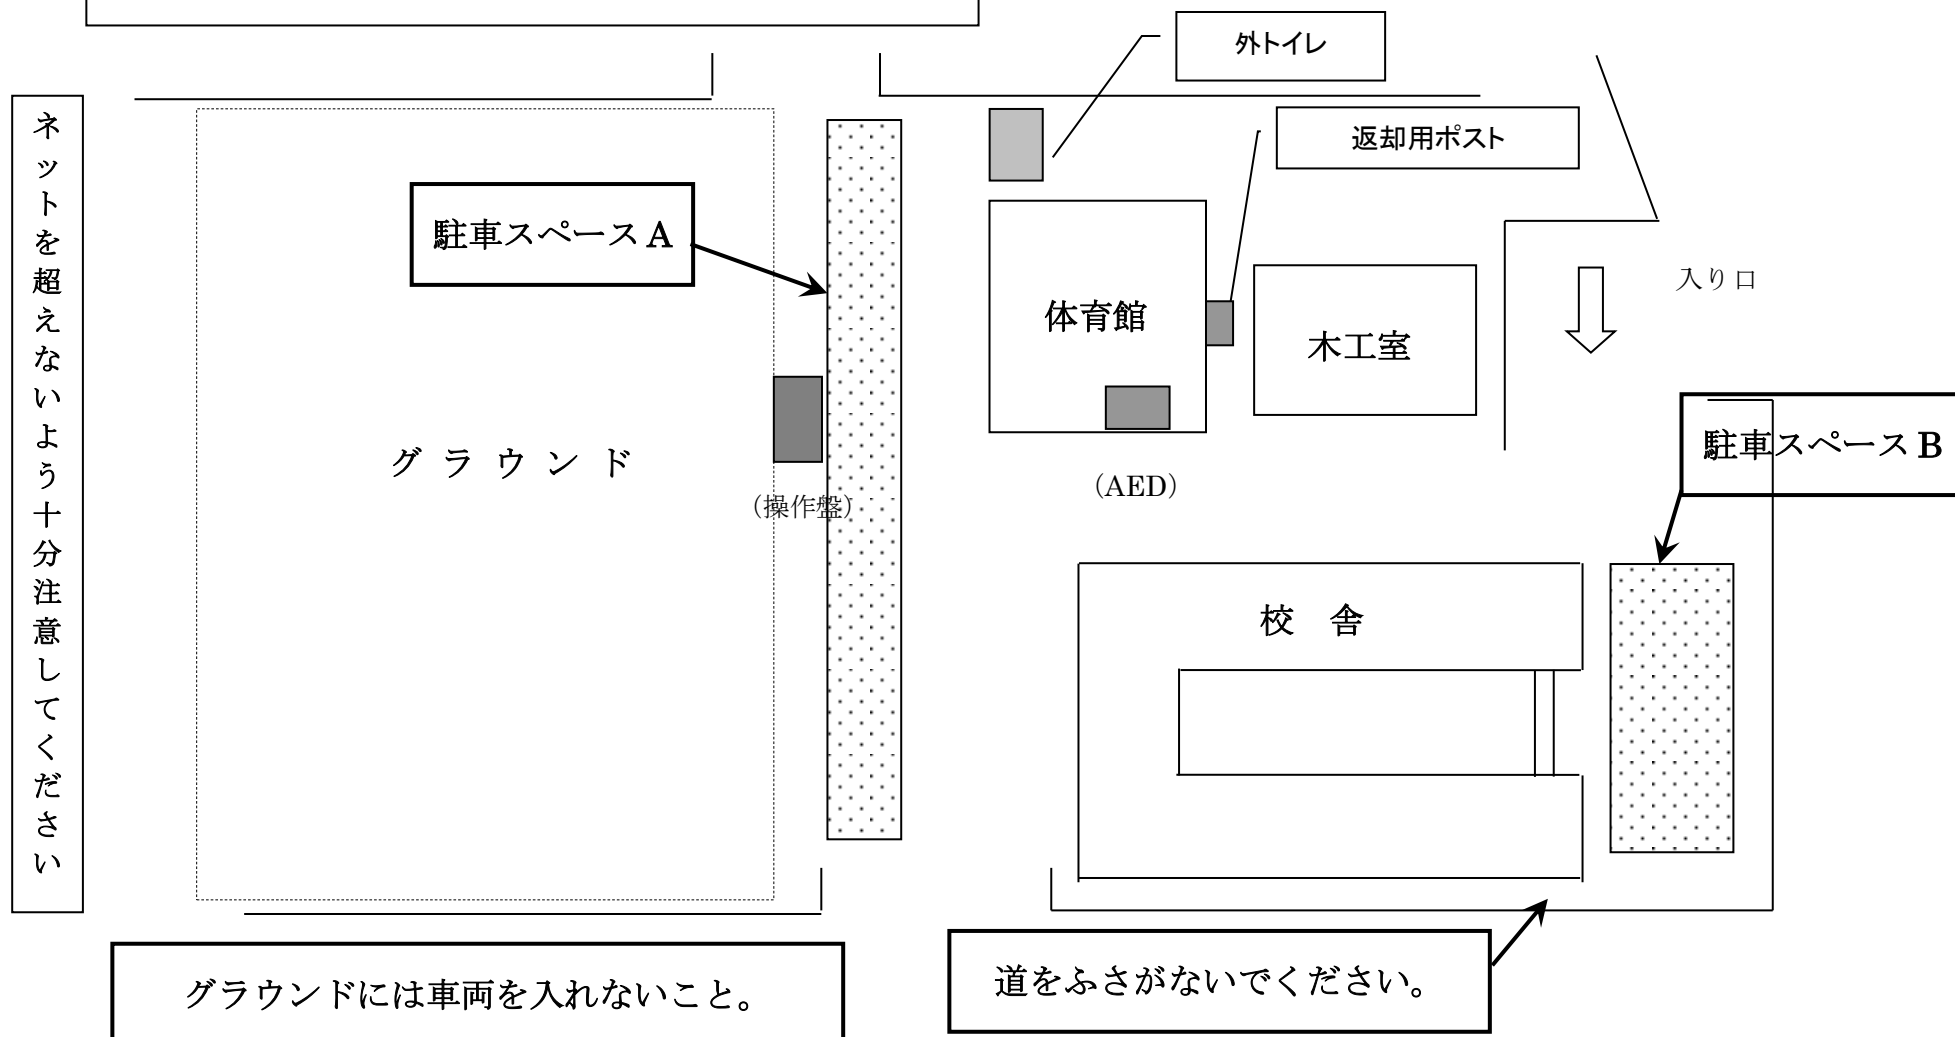 外トイレ
返却用ポスト
ネットを超えないよう十分注意してください
駐車スペースA
入り口
体育館
木工室
駐車スペースB
グラウンド
(操作盤)
(AED)
校 舎
グラウンドには車両を入れないこと。
道をふさがないでください。